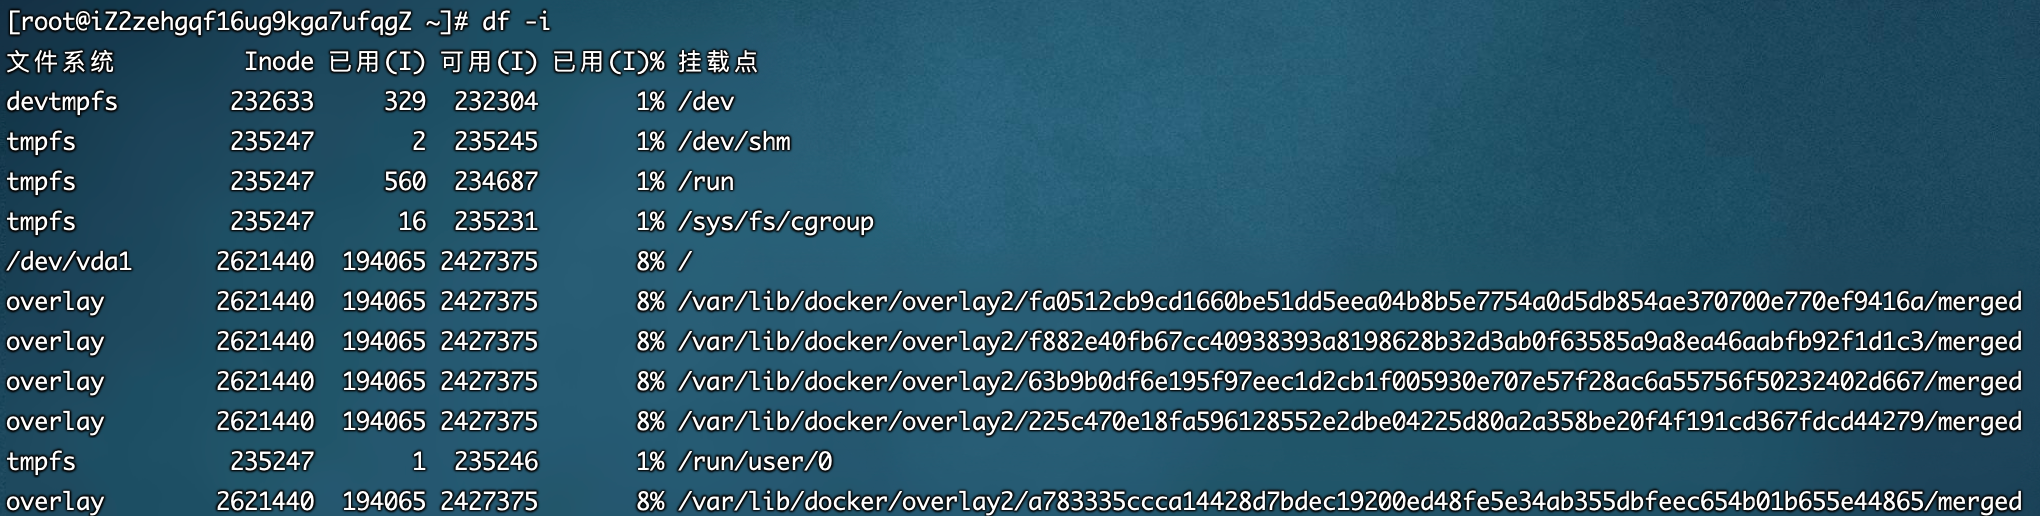 [root@iZ2zehgqf16ug9kga7ufqgZ ~]# df -i
文件系统 Inode 已用(I) 可用(I) 已用(I)% 挂载点
devtmpfs 232633 329 232304 1% /dev
tmpfs 235247 2 235245 1% /dev/shm
tmpfs 235247 560 234687 1% /run
tmpfs 235247 16 235231 1% /sys/fs/cgroup
/dev/vda1 2621440 194065 2427375 8% /
overlay 2621440 194065 2427375 8% /var/lib/docker/overlay2/fa0512cb9cd1660be51dd5eea04b8b5e7754a0d5db854ae370700e770ef9416a/merged
overlay 2621440 194065 2427375 8% /var/lib/docker/overlay2/f882e40fb67cc40938393a8198628b32d3ab0f63585a9a8ea46aabfb92f1d1c3/merged
overlay 2621440 194065 2427375 8% /var/lib/docker/overlay2/63b9b0df6e195f97eec1d2cb1f005930e707e57f28ac6a55756f50232402d667/merged
overlay 2621440 194065 2427375 8% /var/lib/docker/overlay2/225c470e18fa596128552e2dbe04225d80a2a358be20f4f191cd367fdcd44279/merged
tmpfs 235247 1 235246 1% /run/user/0
overlay 2621440 194065 2427375 8% /var/lib/docker/overlay2/a783335ccca14428d7bdec19200ed48fe5e34ab355dbfeec654b01b655e44865/merged